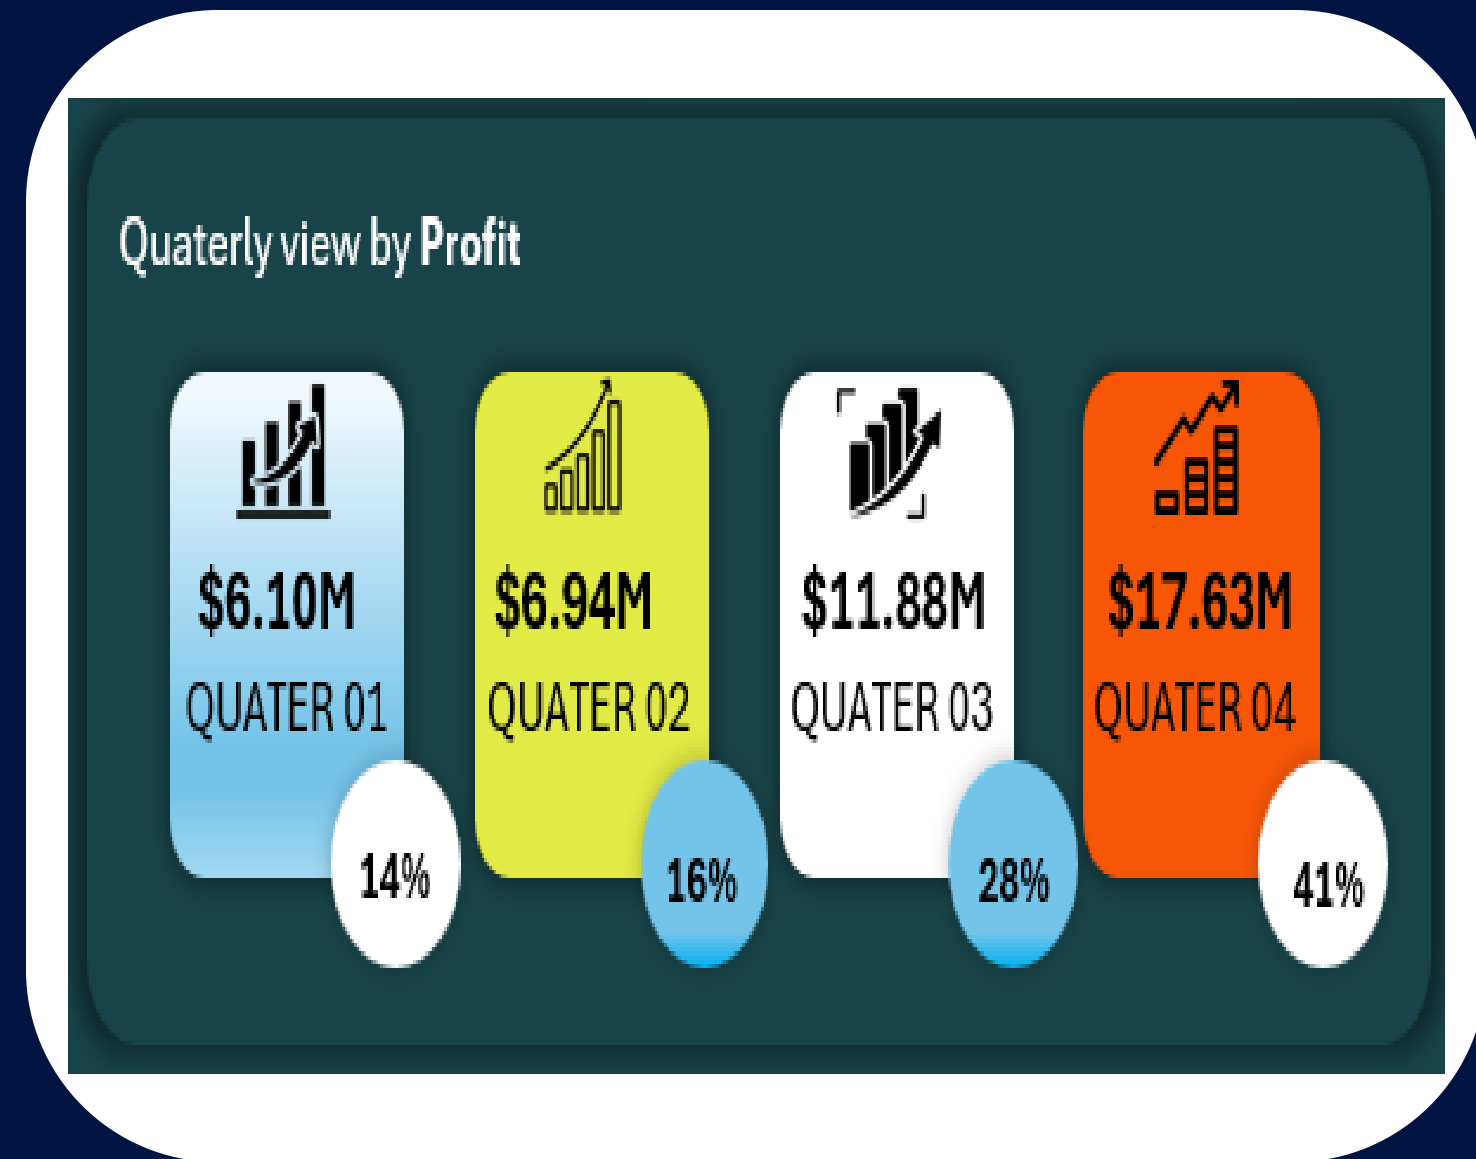 Quaterly view by Profit
$6.10M
QUATER 01
14%
$6.94M
QUATER 02
16%
$11.88M
QUATER 03
28%
$17.63M
QUATER 04
41%